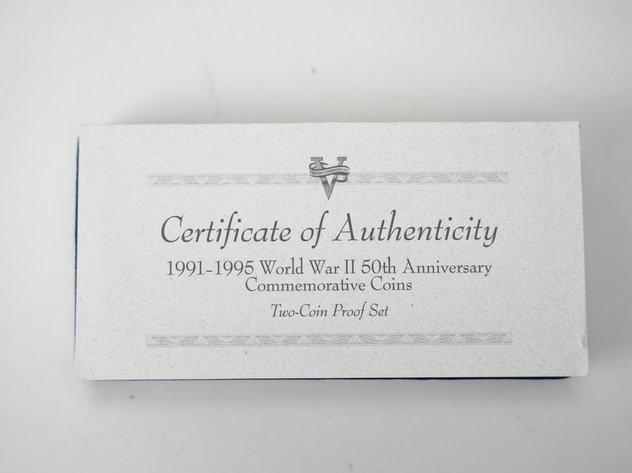 V
Certificate of Authenticity
1991-1995 World War II 50th Anniversary
Commemorative Coins
Two-Coin Proof Set